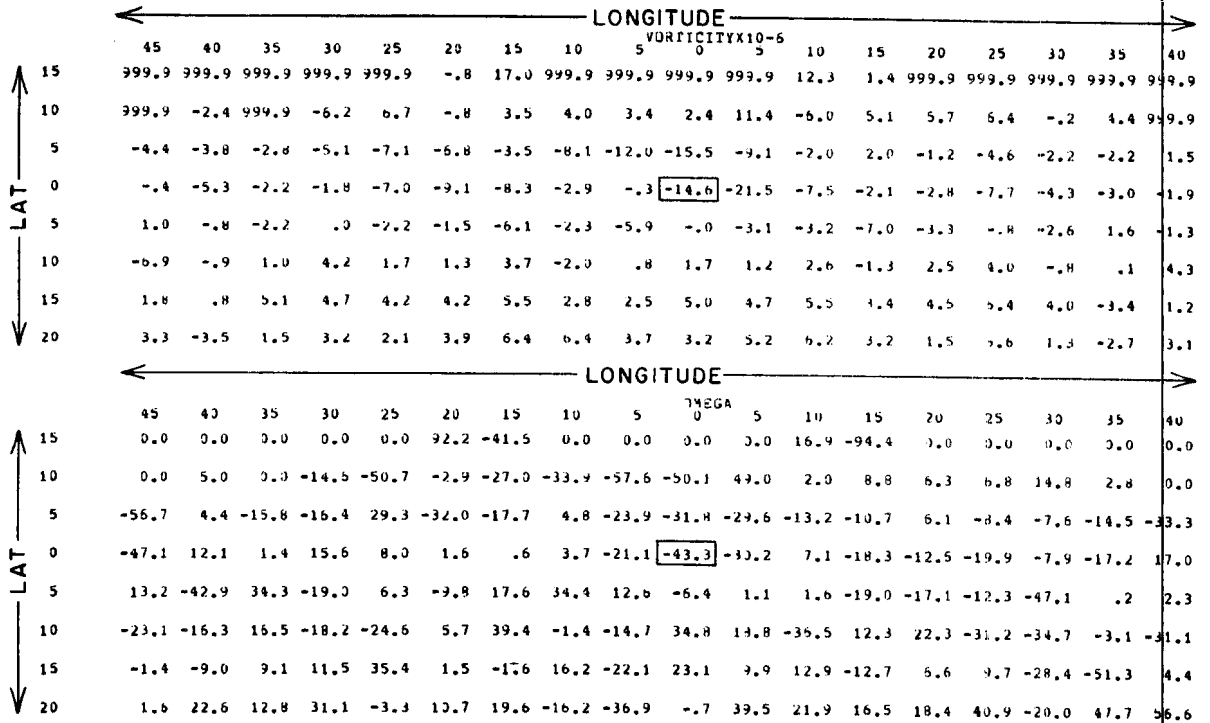 LONGITUDE
VORTICITYX10-6
45 40 35 30 25 20 15 10 5 0 5 10 15 20 25 30 35 40
15 999.9 999.9 999.9 999.9 999.9 -.8 17.0 999.9 999.9 999.9 999.9 12.3 1.4 999.9 999.9 999.9 999.9 999.9
10 999.9 -2.4 999.9 -6.2 6.7 -.8 3.5 4.0 3.4 2.4 11.4 -6.0 5.1 5.7 6.4 -.2 4.4 999.9
5 -4.4 -3.8 -2.8 -5.1 -7.1 -6.8 -3.5 -8.1 -12.0 -15.5 -9.1 -2.0 2.0 -1.2 -4.6 -2.2 -2.2 1.5
LAT
0 -.4 -5.3 -2.2 -1.8 -7.0 -9.1 -8.3 -2.9 -.3 -14.6 -21.5 -7.5 -2.1 -2.8 -7.7 -4.3 -3.0 -1.9
5 1.0 -.8 -2.2 .0 -2.2 -1.5 -6.1 -2.3 -5.9 -.0 -3.1 -3.2 -7.0 -3.3 -.8 -2.6 1.6 -1.3
10 -6.9 -.9 1.0 4.2 1.7 1.3 3.7 -2.0 .8 1.7 1.2 2.6 -1.3 2.5 4.0 -.8 .1 4.3
15 1.8 .8 5.1 4.7 4.2 4.2 5.5 2.8 2.5 5.0 4.7 5.5 3.4 4.5 5.4 4.0 -3.4 1.2
20 3.3 -3.5 1.5 3.2 2.1 3.9 6.4 6.4 3.7 3.2 5.2 6.2 3.2 1.5 5.6 1.3 -2.7 3.1
LONGITUDE
OMEGA
45 40 35 30 25 20 15 10 5 0 5 10 15 20 25 30 35 40
15 0.0 0.0 0.0 0.0 0.0 92.2 -41.5 0.0 0.0 0.0 0.0 16.9 -94.4 0.0 0.0 0.0 0.0 0.0
10 0.0 5.0 0.0 -14.5 -50.7 -2.9 -27.0 -33.9 -57.6 -50.1 49.0 2.0 8.8 6.3 6.8 14.8 2.8 0.0
5 -56.7 4.4 -15.8 -16.4 29.3 -32.0 -17.7 4.8 -23.9 -31.8 -29.6 -13.2 -10.7 6.1 -8.4 -7.6 -14.5 -33.3
LAT
0 -47.1 12.1 1.4 15.6 8.0 1.6 .6 3.7 -21.1 -43.3 -30.2 7.1 -18.3 -12.5 -19.9 -7.9 -17.2 17.0
5 13.2 -42.9 34.3 -19.0 6.3 -9.8 17.6 34.4 12.6 -6.4 1.1 1.6 -19.0 -17.1 -12.3 -47.1 .2 2.3
10 -23.1 -16.3 16.5 -18.2 -24.6 5.7 39.4 -1.4 -14.7 34.8 19.8 -36.5 12.3 22.3 -31.2 -34.7 -3.1 -31.1
15 -1.4 -9.0 9.1 11.5 35.4 1.5 16.2 -22.1 23.1 9.9 12.9 -12.7 6.6 9.7 -28.4 -51.3 4.4
20 1.6 22.6 12.8 31.1 -3.3 10.7 19.6 -16.2 -36.9 -.7 39.5 21.9 16.5 18.4 40.9 -20.0 47.7 56.6